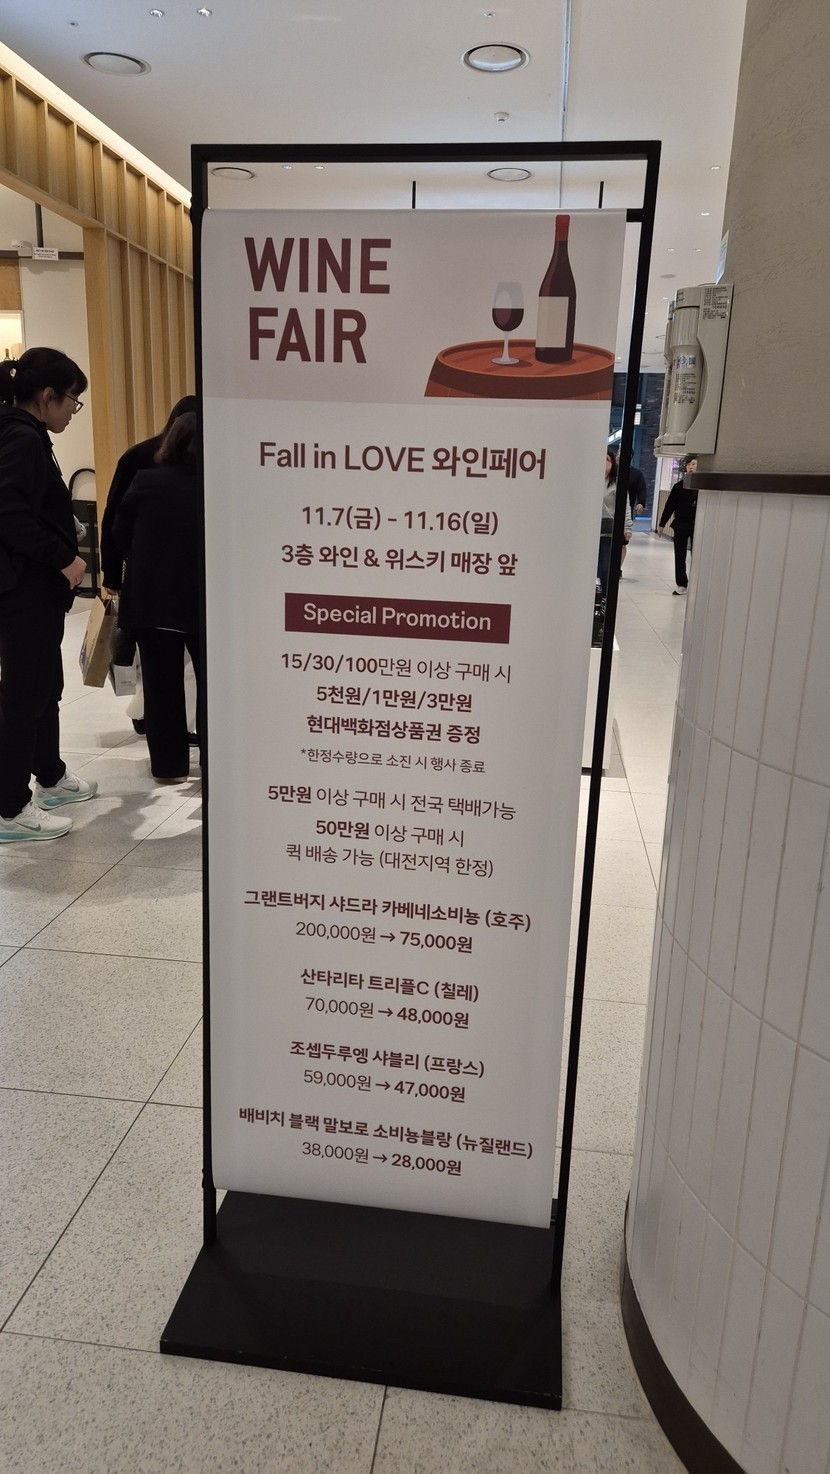 WINE
FAIR
Fall in LOVE 와인페어
11.7(금) - 11.16(일)
3층 와인 & 위스키 매장 앞
Special Promotion
15/30/100만원 이상 구매 시
5천원/1만원/3만원
현대백화점상품권 증정
*한정수량으로 소진 시 행사 종료
5만원 이상 구매 시 전국 택배가능
50만원 이상 구매 시
퀵 배송 가능 (대전지역 한정)
그랜트버지 샤드라 카베네소비뇽 (호주)
200,000원 → 75,000원
산타리타 트리플C (칠레)
70,000원 → 48,000원
조셉두루엥 샤블리 (프랑스)
59,000원 → 47,000원
배비치 블랙 말보로 소비뇽블랑 (뉴질랜드)
38,000원 → 28,000원